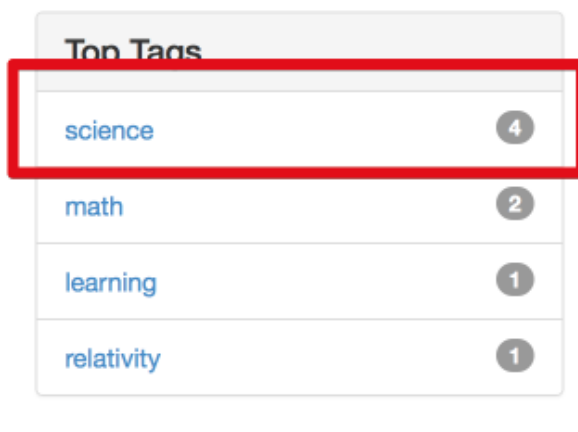 Top Tags
science 4
math 2
learning 1
relativity 1